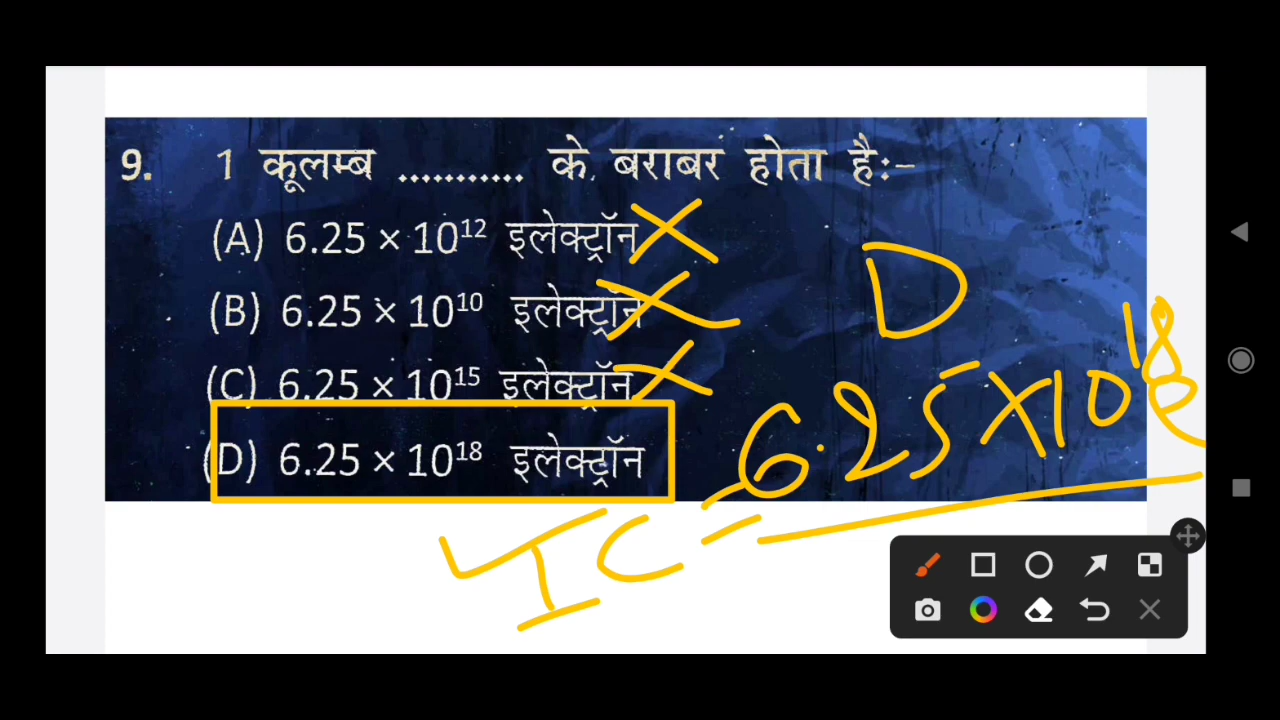 9. 1 कूलम्ब ........... के बराबर होता है:-
(A) 6.25 × 10¹² इलेक्ट्रॉन
(B) 6.25 × 10¹⁰ इलेक्ट्रॉन
D
(C) 6.25 × 10¹⁵ इलेक्ट्रॉन
(D) 6.25 × 10¹⁸ इलेक्ट्रॉन
1C = 6.25×10¹⁸ e